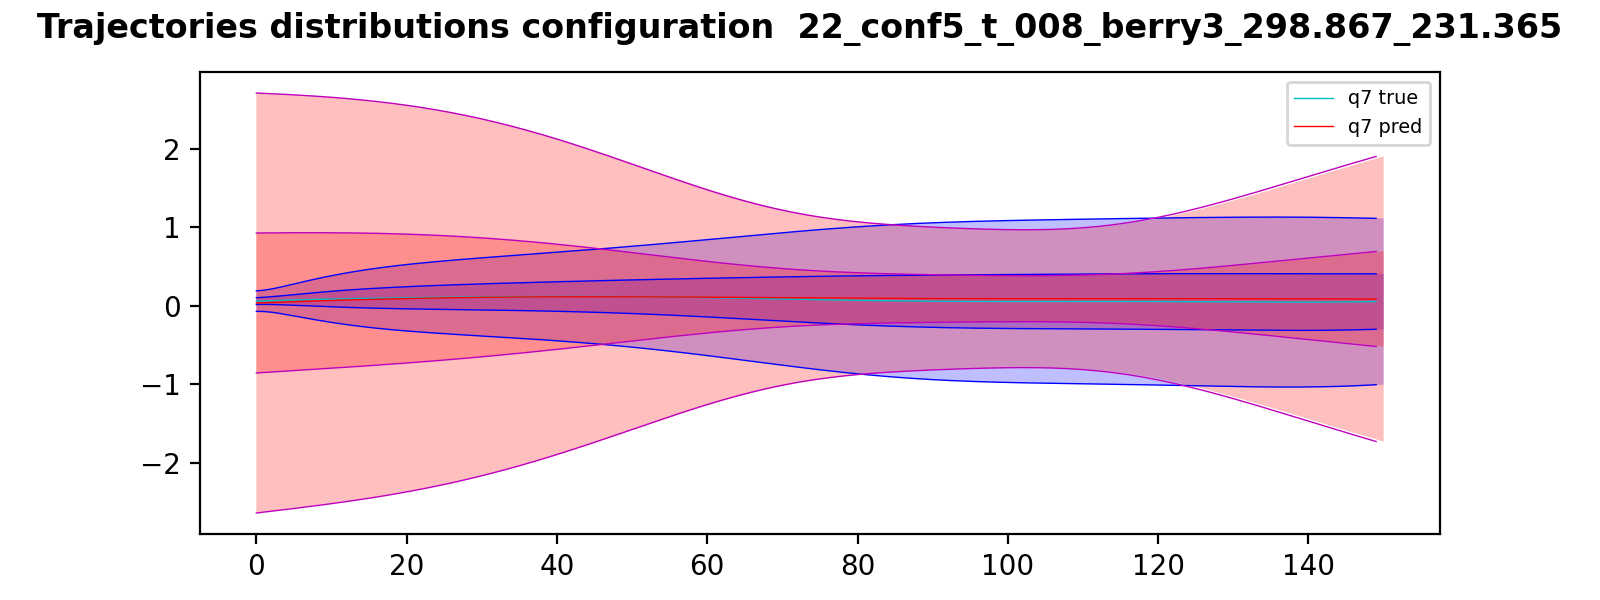 Trajectories distributions configuration  22_conf5_t_008_berry3_298.867_231.365
q7 true
q7 pred
2
1
0
−1
−2
0 20 40 60 80 100 120 140